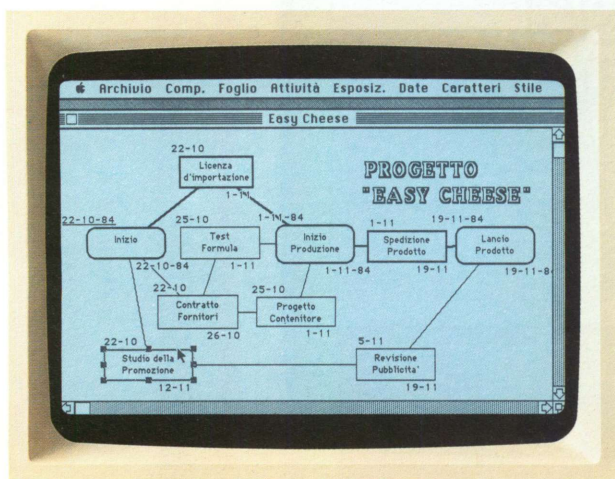 Archivio Comp. Foglio Attività Esposiz. Date Caratteri Stile
Easy Cheese
PROGETTO
"EASY CHEESE"
22-10
Licenza
d'importazione
1-11
22-10-84
Inizio
22-10-84
25-10
Test
Formula
1-11
1-11-84
Inizio
Produzione
1-11-84
1-11
Spedizione
Prodotto
19-11
19-11-84
Lancio
Prodotto
19-11-84
22-10
Contratto
Fornitori
26-10
25-10
Progetto
Contenitore
1-11
22-10
Studio della
Promozione
12-11
5-11
Revisione
Pubblicita'
19-11